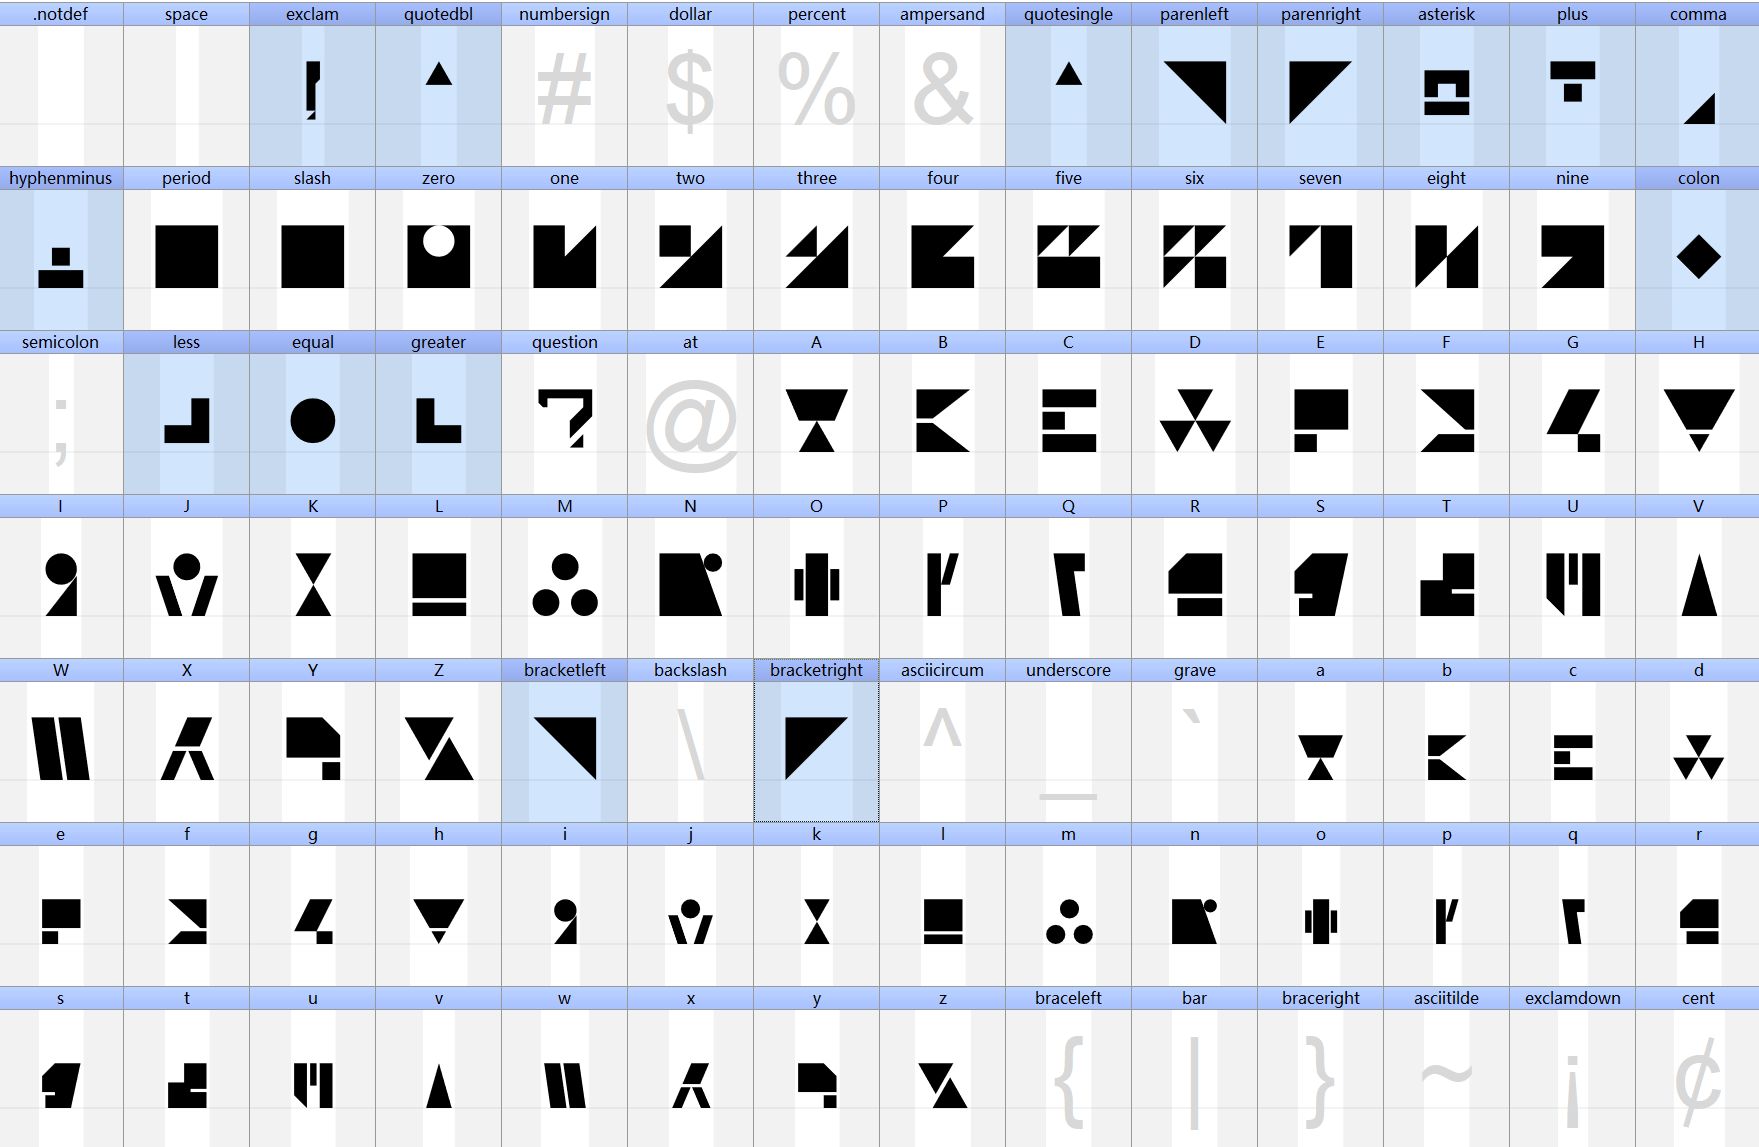 .notdef space exclam quotedbl numbersign dollar percent ampersand quotesingle parenleft parenright asterisk plus comma
# $ % &
hyphenminus period slash zero one two three four five six seven eight nine colon
semicolon less equal greater question at A B C D E F G H
; @
I J K L M N O P Q R S T U V
W X Y Z bracketleft backslash bracketright asciicircum underscore grave a b c d
\ ^ _ `
e f g h i j k l m n o p q r
s t u v w x y z braceleft bar braceright asciitilde exclamdown cent
{ | } ~ ¡ ¢